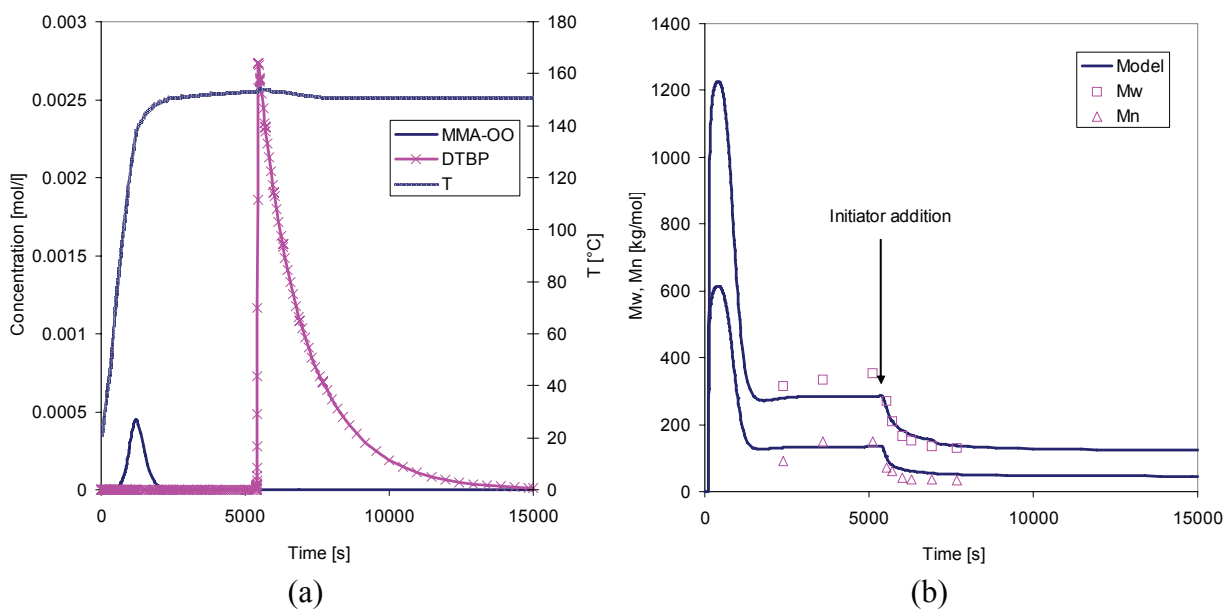 0.003
0.0025
0.002
0.0015
0.001
0.0005
0
Concentration [mol/l]
180
160
140
120
100
80
60
40
20
0
T [°C]
MMA-OO
DTBP
T
0 5000 10000 15000
Time [s]
(a)
1400
1200
1000
800
600
400
200
0
Mw, Mn [kg/mol]
Model
Mw
Mn
Initiator addition
0 5000 10000 15000
Time [s]
(b)